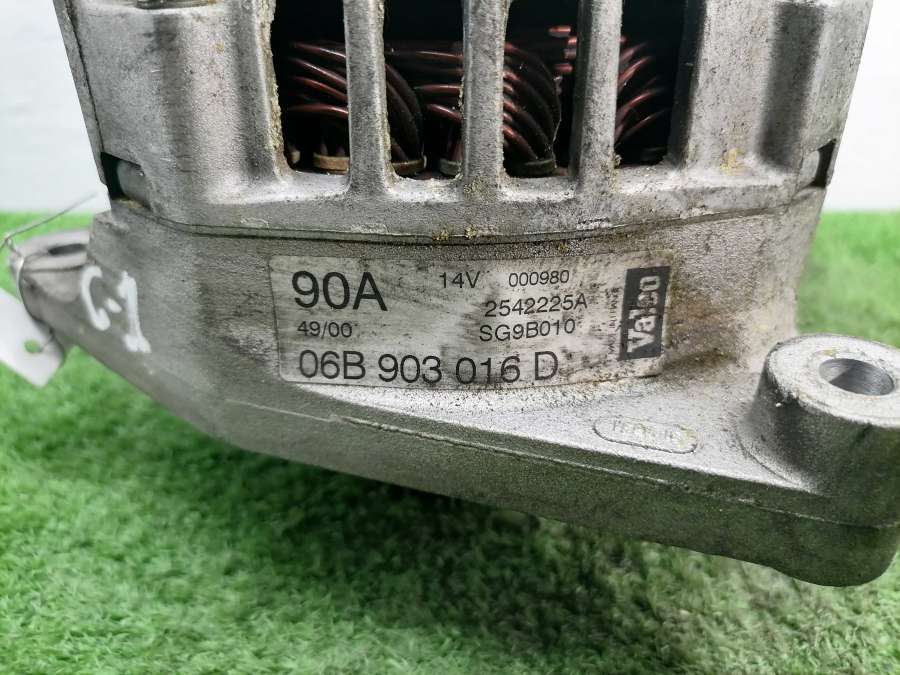 90A 14V 000980
2542225A
49/00 SG9B010
06B 903 016 D
Valeo
C-1